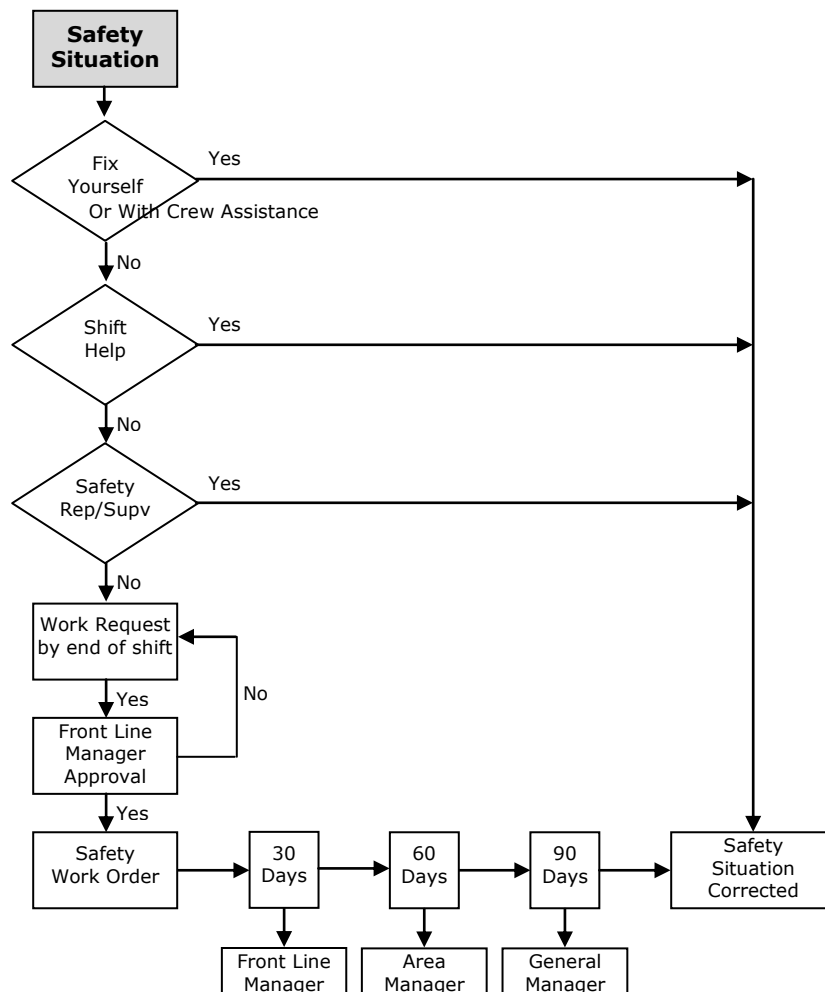 Safety
Situation
Fix
Yourself
Or With Crew Assistance
Yes
No
Shift
Help
Yes
No
Safety
Rep/Supv
Yes
No
Work Request
by end of shift
Yes
No
Front Line
Manager
Approval
Yes
Safety
Work Order
30
Days
60
Days
90
Days
Safety
Situation
Corrected
Front Line
Manager
Area
Manager
General
Manager